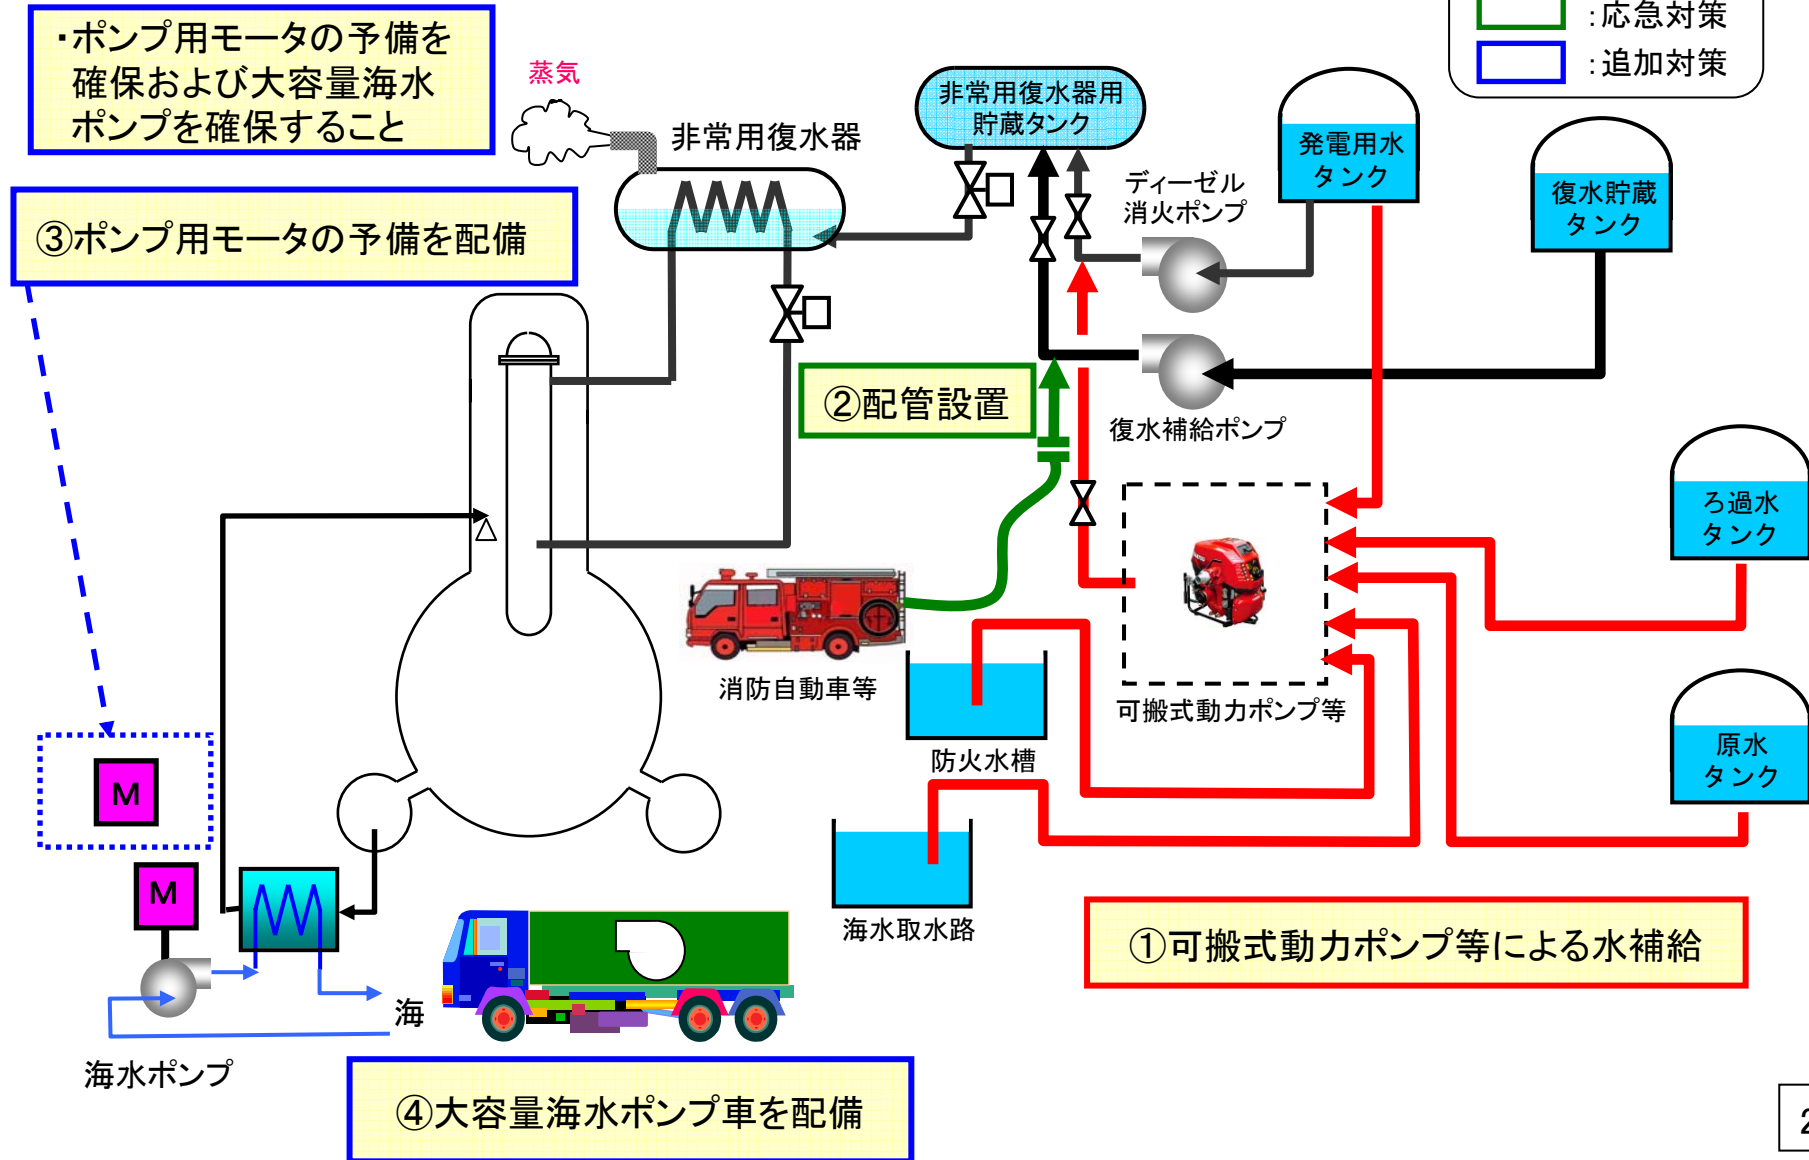 ・ポンプ用モータの予備を
確保および大容量海水
ポンプを確保すること
:応急対策
:追加対策
蒸気
非常用復水器
非常用復水器用
貯蔵タンク
発電用水
タンク
復水貯蔵
タンク
ディーゼル
消火ポンプ
③ポンプ用モータの予備を配備
②配管設置
復水補給ポンプ
ろ過水
タンク
消防自動車等
可搬式動力ポンプ等
防火水槽
原水
タンク
M
M
海水取水路
①可搬式動力ポンプ等による水補給
海
海水ポンプ
④大容量海水ポンプ車を配備
2